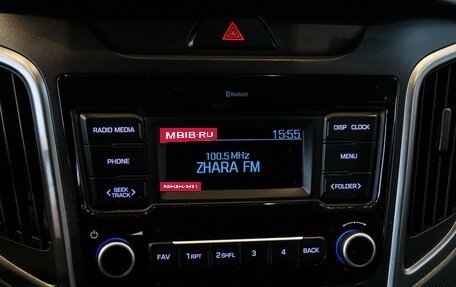 Bluetooth
RADIO MEDIA
MBIB.RU
15:55
DISP CLOCK
100.5 MHz
PHONE
ZHARA FM
MENU
< SEEK TRACK >
< FOLDER >
FAV
1 RPT
2 SHFL
3
4
BACK